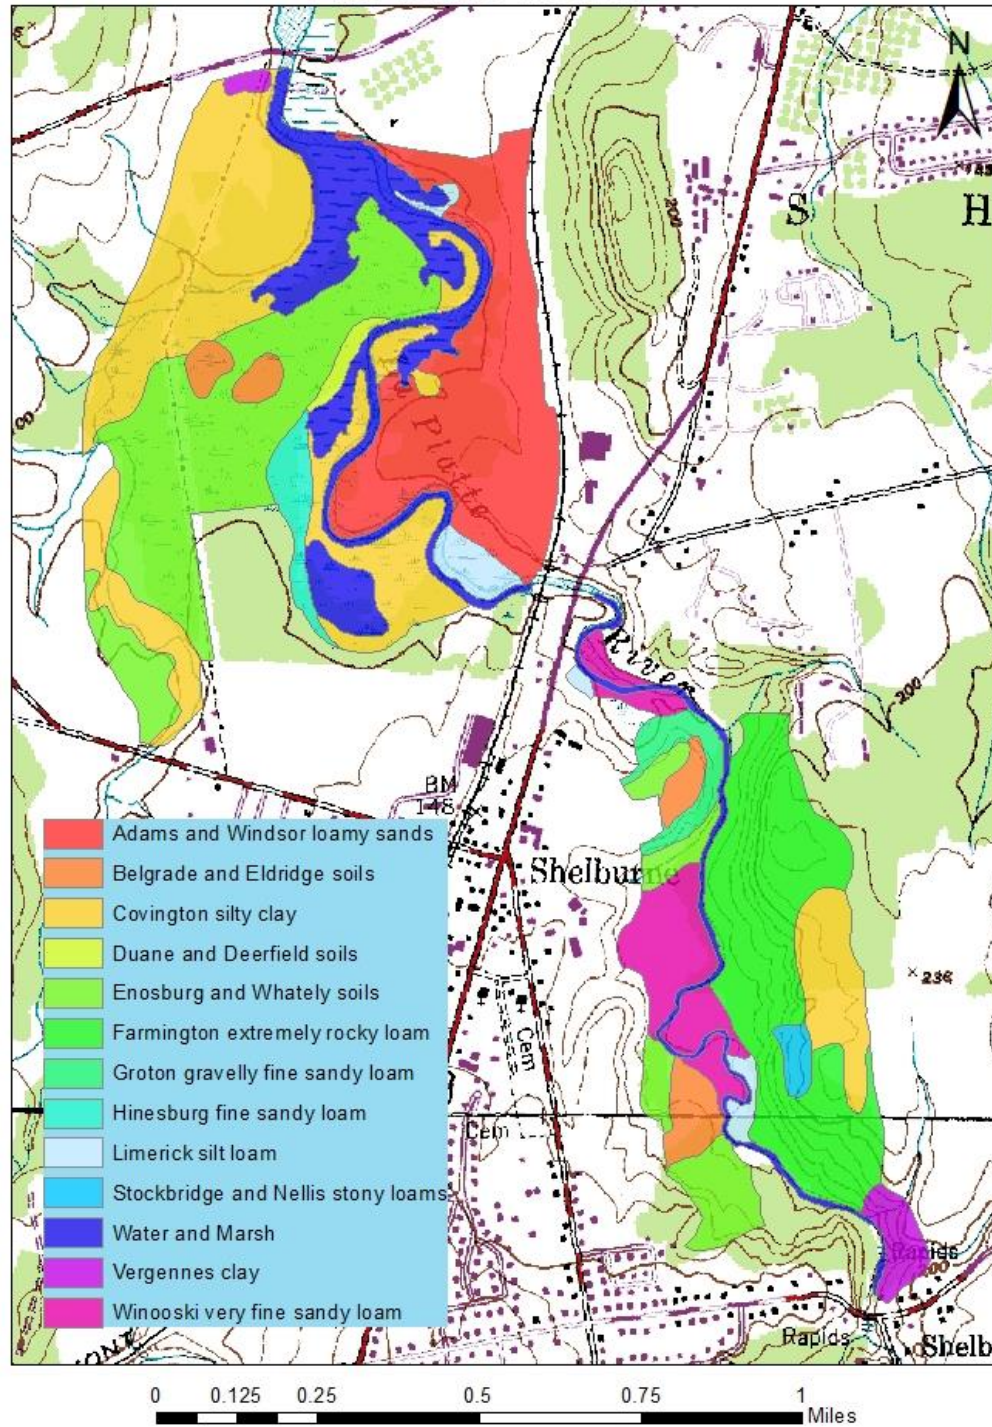 N
S H
200
La Platte
River
200
BM
148
Shelburne
236
Cem
Cem
Rapids
200
Rapids
Shelb
MONT
Adams and Windsor loamy sands
Belgrade and Eldridge soils
Covington silty clay
Duane and Deerfield soils
Enosburg and Whately soils
Farmington extremely rocky loam
Groton gravelly fine sandy loam
Hinesburg fine sandy loam
Limerick silt loam
Stockbridge and Nellis stony loams
Water and Marsh
Vergennes clay
Winooski very fine sandy loam
0 0.125 0.25 0.5 0.75 1
Miles